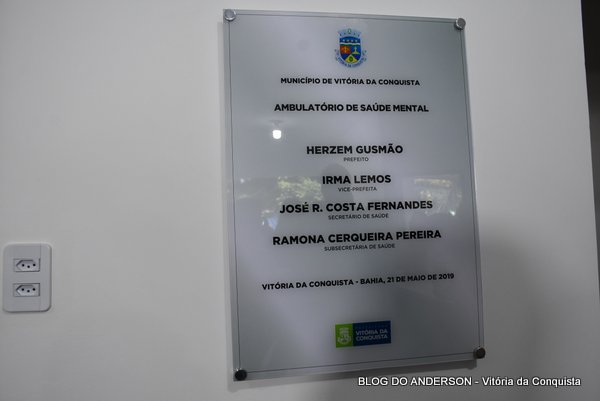 MUNICÍPIO DE VITÓRIA DA CONQUISTA
AMBULATÓRIO DE SAÚDE MENTAL
HERZEM GUSMÃO
PREFEITO
IRMA LEMOS
VICE-PREFEITA
JOSÉ R. COSTA FERNANDES
SECRETÁRIO DE SAÚDE
RAMONA CERQUEIRA PEREIRA
SUBSECRETÁRIA DE SAÚDE
VITÓRIA DA CONQUISTA - BAHIA, 21 DE MAIO DE 2019
VITÓRIA DA
CONQUISTA
BLOG DO ANDERSON - Vitória da Conquista